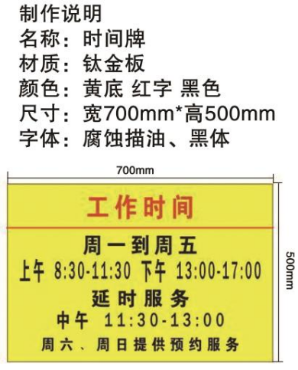 制作说明
名称：时间牌
材质：钛金板
颜色：黄底 红字 黑色
尺寸：宽700mm*高500mm
字体：腐蚀描油、黑体
700mm
工作时间
周一到周五
上午 8:30-11:30 下午 13:00-17:00
延时服务
中午 11:30-13:00
周六、周日提供预约服务
500mm